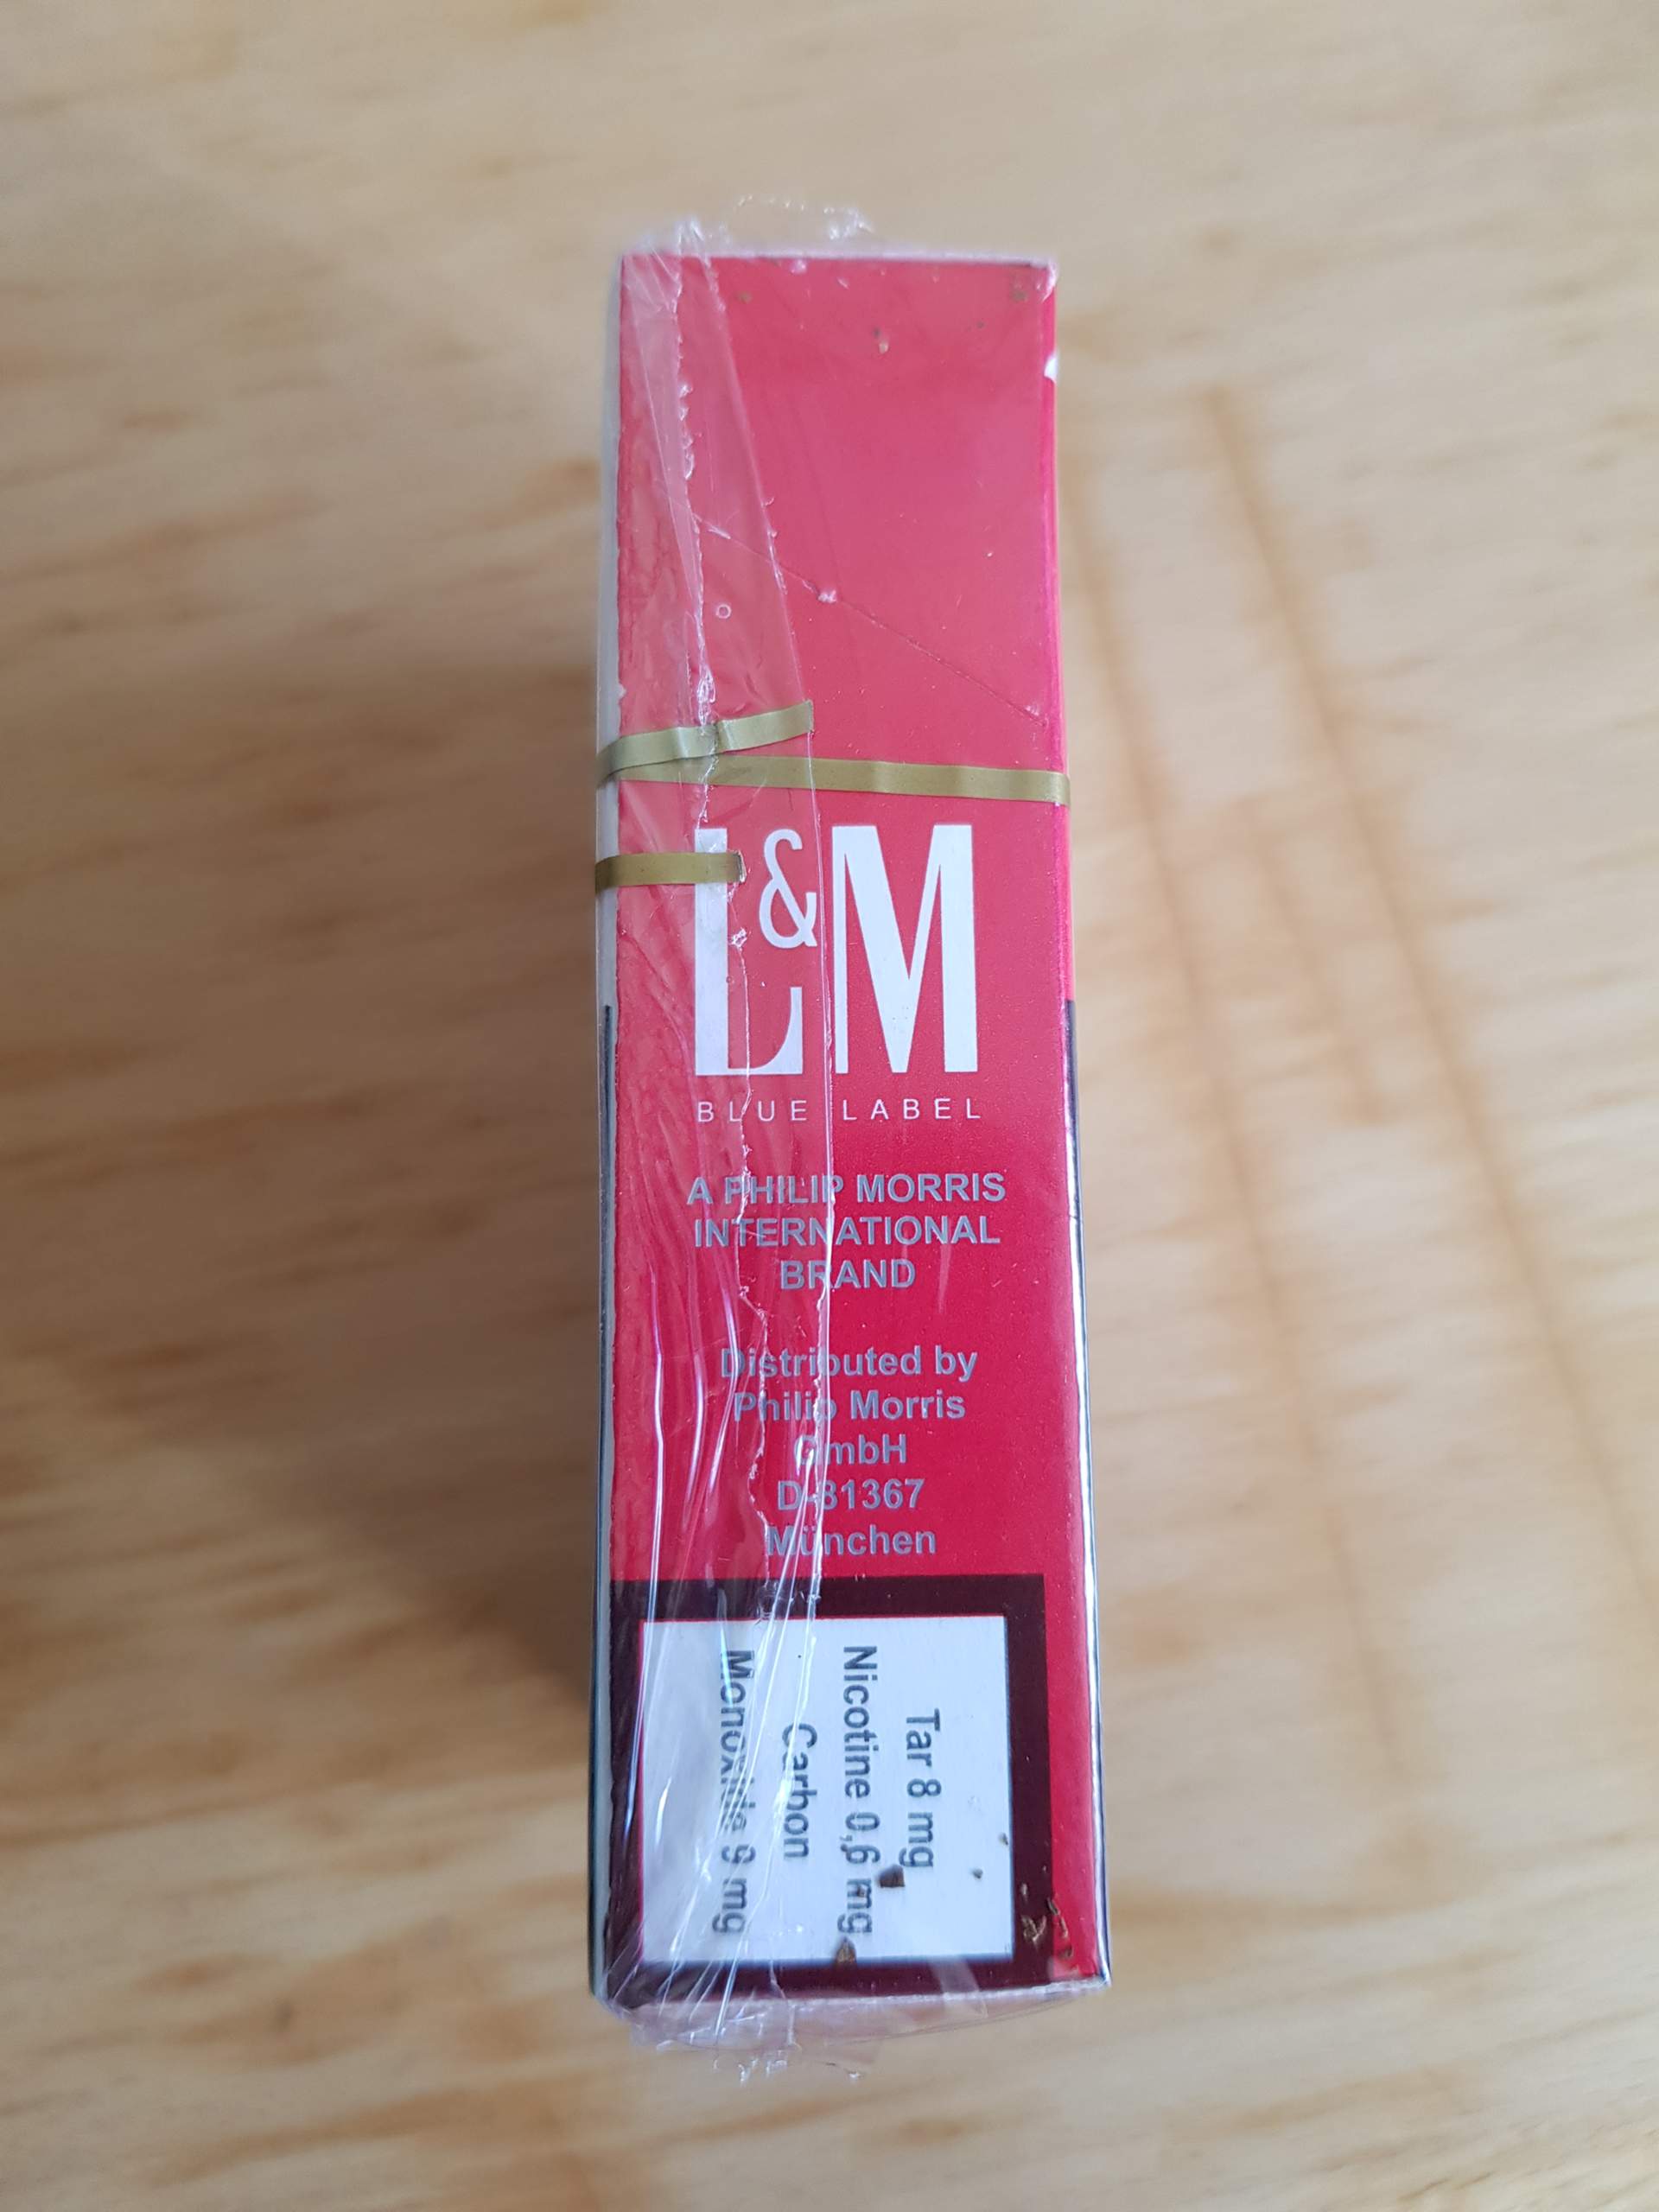 L&M
BLUE LABEL
A PHILIP MORRIS
INTERNATIONAL
BRAND
Distributed by
Philip Morris
GmbH
D-81367
München
Tar 8 mg
Nicotine 0,6 mg
Carbon
Monoxide 9 mg